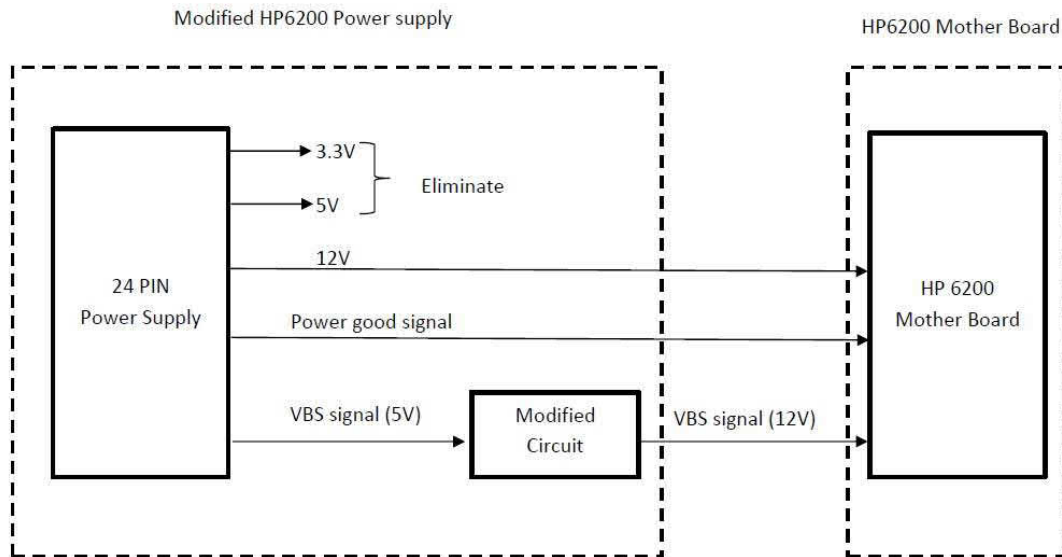 Modified HP6200 Power supply
HP6200 Mother Board
3.3V
Eliminate
5V
12V
24 PIN
Power Supply
HP 6200
Mother Board
Power good signal
VBS signal (5V)
Modified
Circuit
VBS signal (12V)